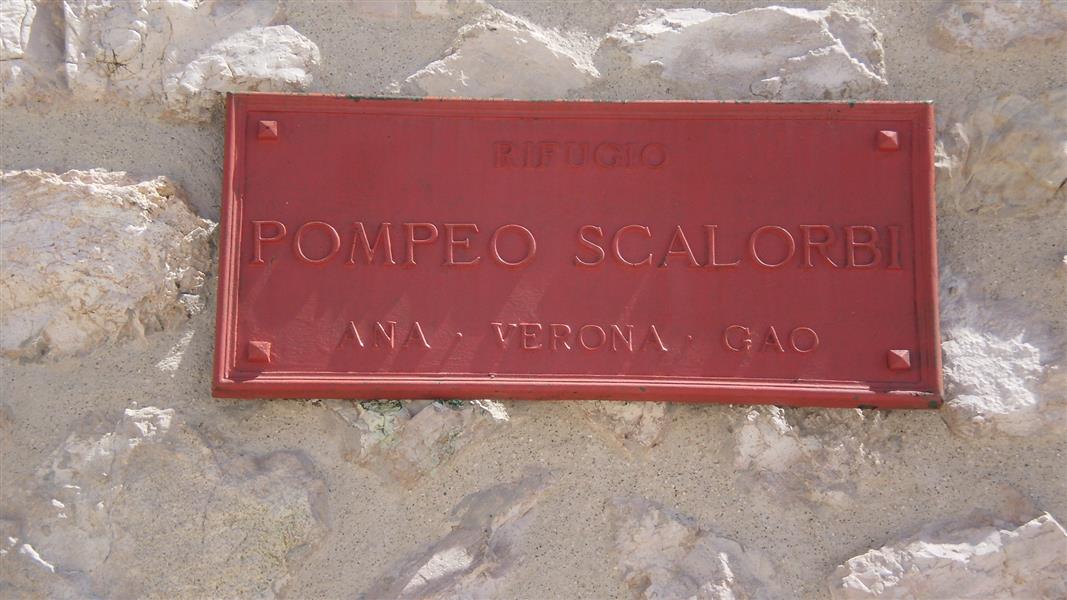 RIFUGIO
POMPEO SCALORBI
ANA · VERONA · GAO